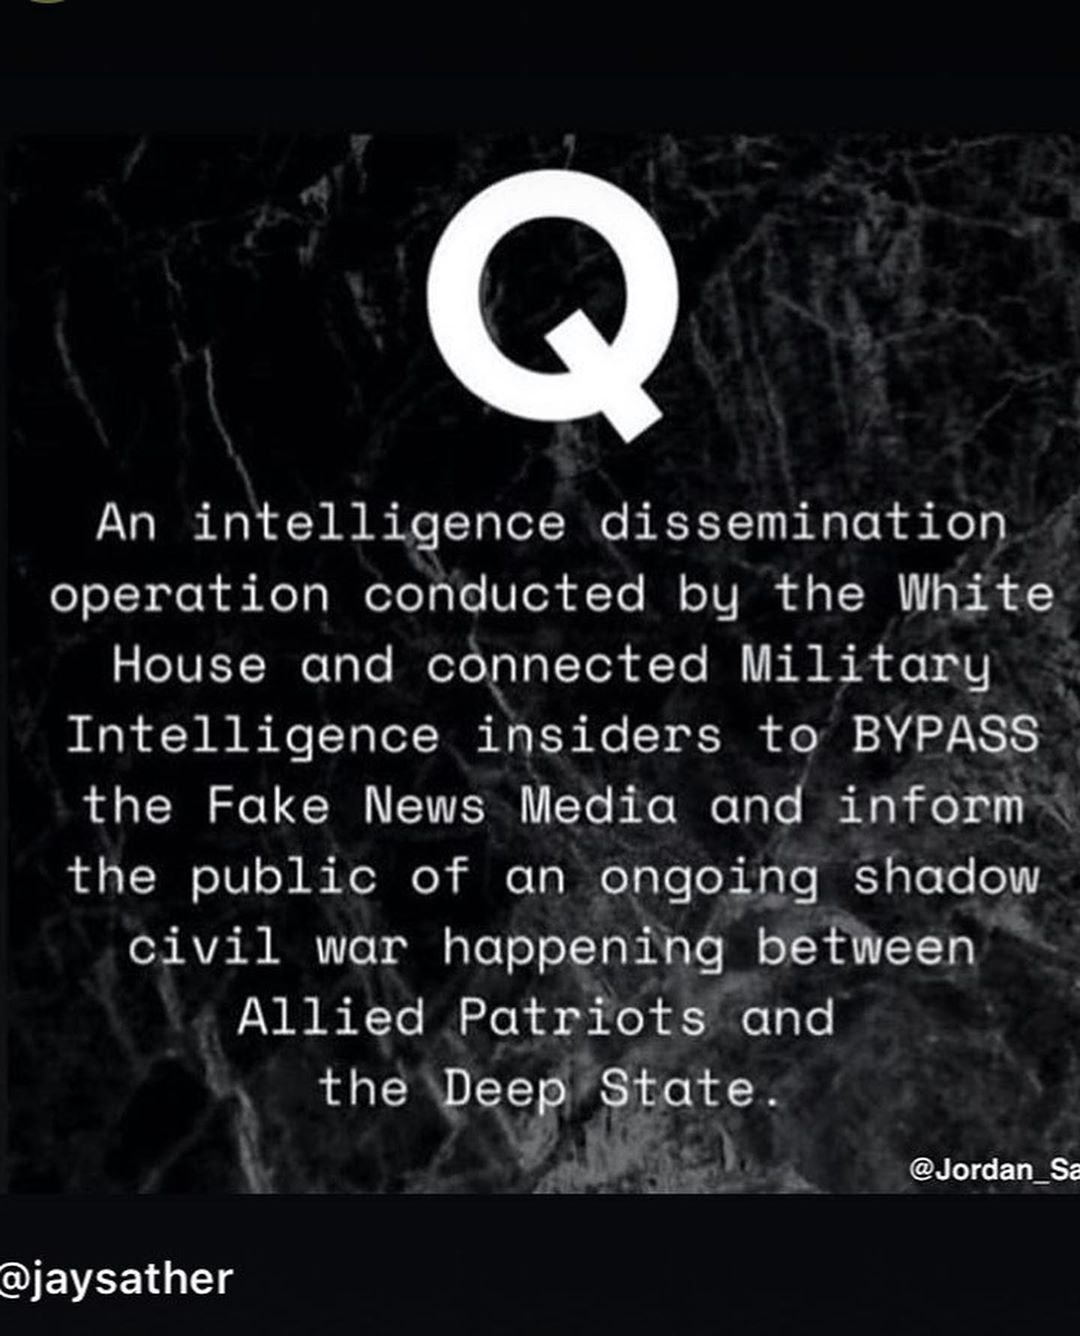 Q
An intelligence dissemination
operation conducted by the White
House and connected Military
Intelligence insiders to BYPASS
the Fake News Media and inform
the public of an ongoing shadow
civil war happening between
Allied Patriots and
the Deep State.
@Jordan_Sa
@jaysather